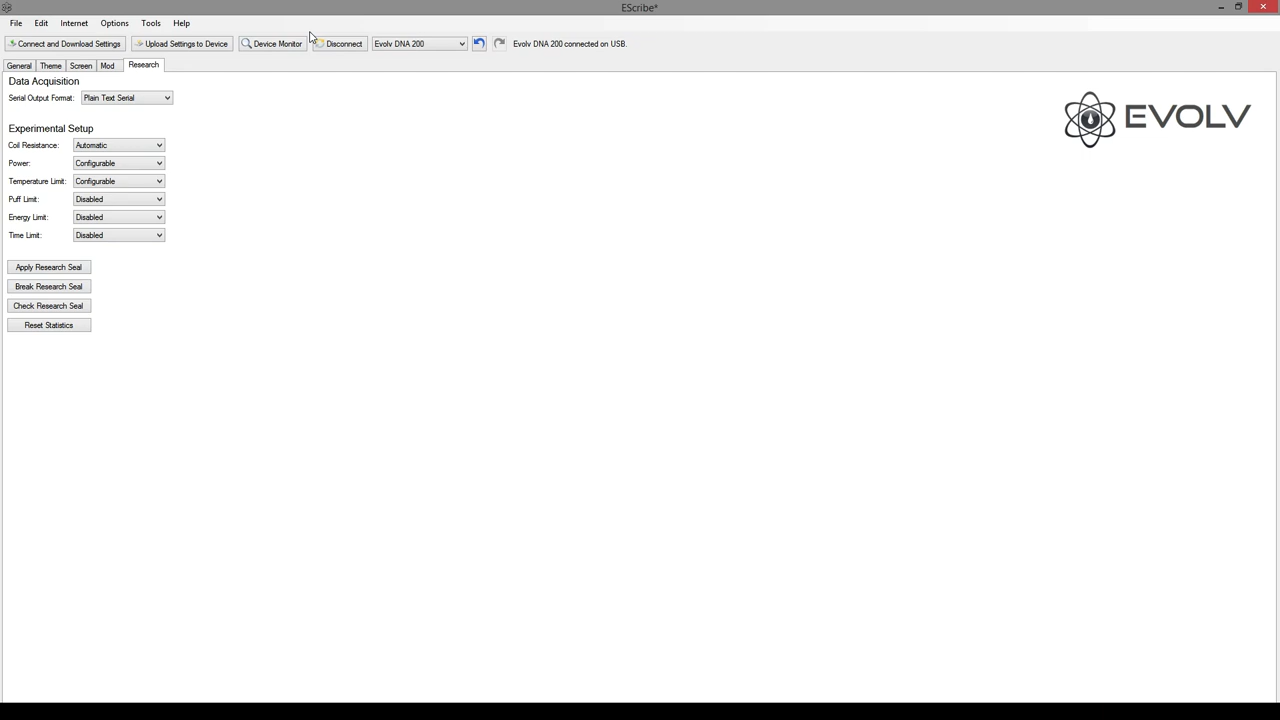 EScribe*
File Edit Internet Options Tools Help
Connect and Download Settings Upload Settings to Device Device Monitor Disconnect Evolv DNA 200 Evolv DNA 200 connected on USB.
General Theme Screen Mod Research
Data Acquisition
Serial Output Format: Plain Text Serial
EVOLV
Experimental Setup
Coil Resistance: Automatic
Power: Configurable
Temperature Limit: Configurable
Puff Limit: Disabled
Energy Limit: Disabled
Time Limit: Disabled
Apply Research Seal
Break Research Seal
Check Research Seal
Reset Statistics